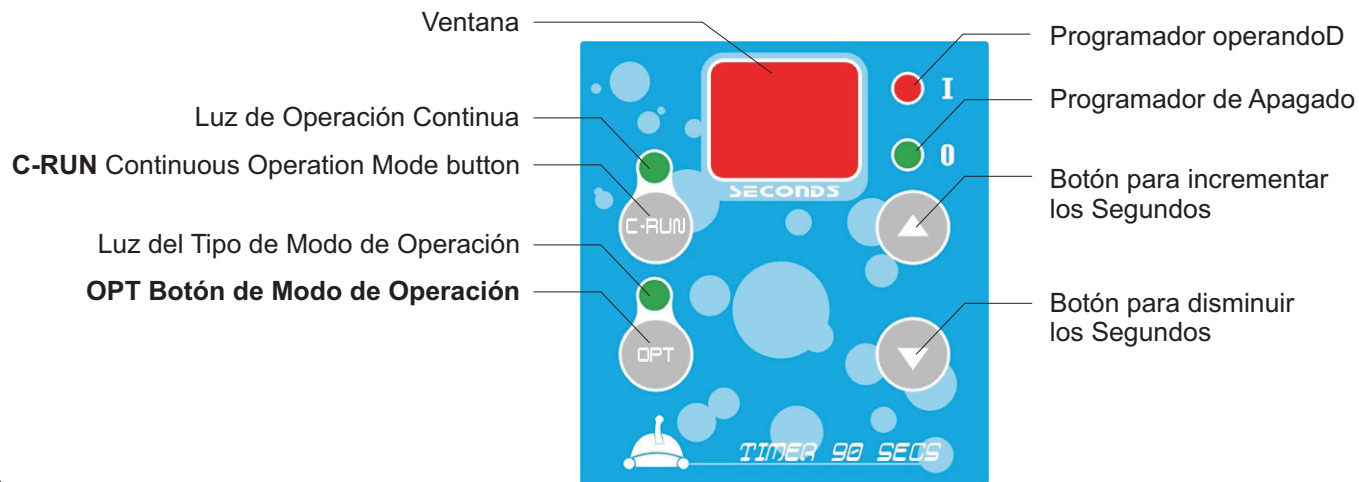 Ventana
Luz de Operación Continua
C-RUN Continuous Operation Mode button
Luz del Tipo de Modo de Operación
OPT Botón de Modo de Operación
SECONDS
I
0
C-RUN
OPT
TIMER 90 SECS
Programador operandoD
Programador de Apagado
Botón para incrementar
los Segundos
Botón para disminuir
los Segundos